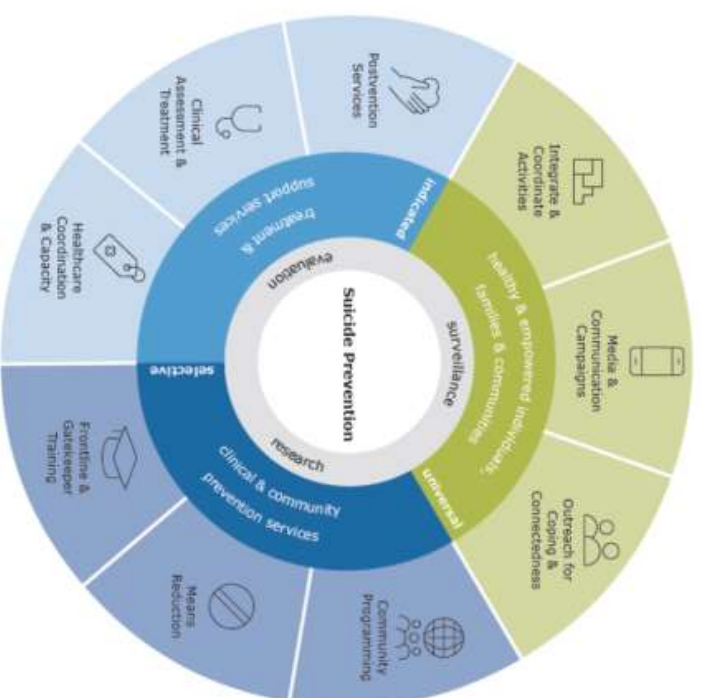 Suicide Prevention
surveillance
research
evaluation
universal
healthy & empowered individuals,
families & communities
selective
clinical & community
prevention services
indicated
treatment &
support services
Integrate &
Coordinate
Activities
Media &
Communication
Campaigns
Outreach for
Coping &
Connectedness
Community
Programming
Means
Reduction
Frontline &
Gatekeeper
Training
Healthcare
Coordination
& Capacity
Clinical
Assessment &
Treatment
Postvention
Services